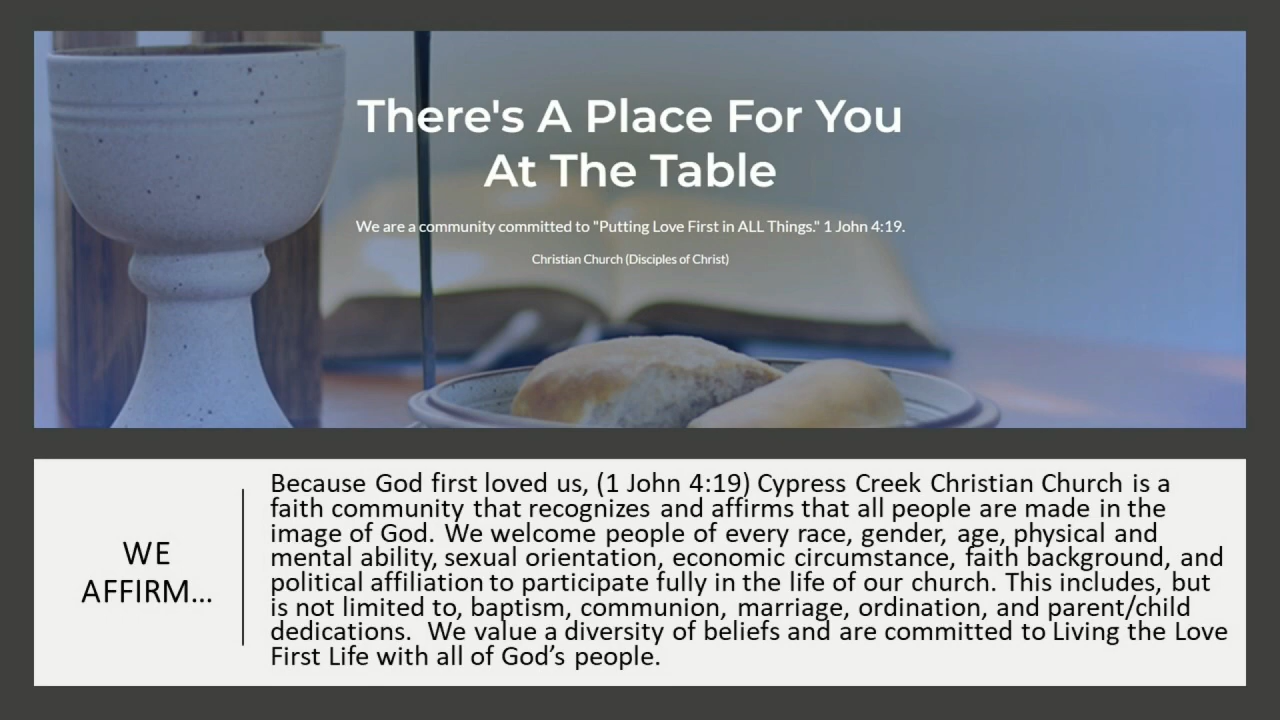 There's A Place For You
At The Table
We are a community committed to "Putting Love First in ALL Things." 1 John 4:19.
Christian Church (Disciples of Christ)
WE
AFFIRM...
Because God first loved us, (1 John 4:19) Cypress Creek Christian Church is a
faith community that recognizes and affirms that all people are made in the
image of God. We welcome people of every race, gender, age, physical and
mental ability, sexual orientation, economic circumstance, faith background, and
political affiliation to participate fully in the life of our church. This includes, but
is not limited to, baptism, communion, marriage, ordination, and parent/child
dedications.  We value a diversity of beliefs and are committed to Living the Love
First Life with all of God’s people.